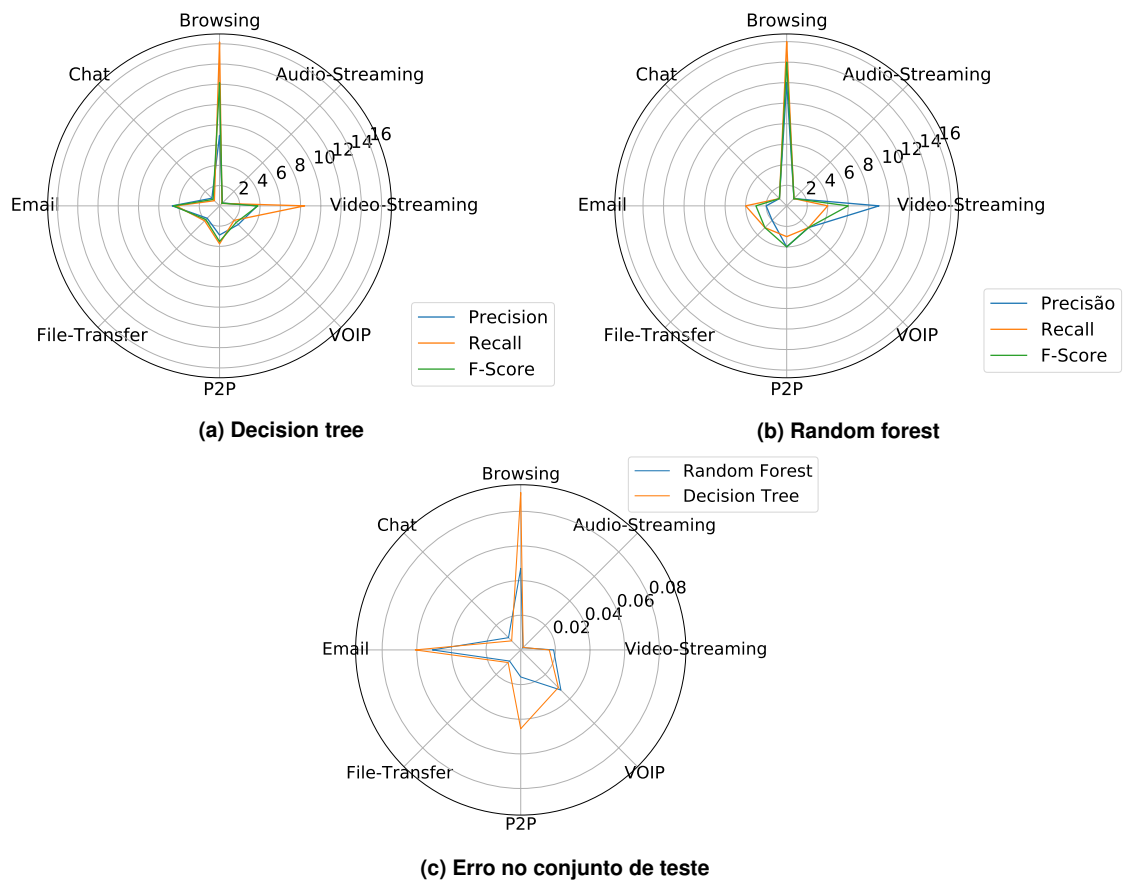 Browsing
Chat
Audio-Streaming
2 4 6 8 10 12 14 16
Email
Video-Streaming
File-Transfer
VOIP
P2P
Precision
Recall
F-Score
(a) Decision tree
Browsing
Chat
Audio-Streaming
2 4 6 8 10 12 14 16
Email
Video-Streaming
File-Transfer
VOIP
P2P
Precisão
Recall
F-Score
(b) Random forest
Random Forest
Decision Tree
Browsing
Chat
Audio-Streaming
0.02 0.04 0.06 0.08
Email
Video-Streaming
File-Transfer
VOIP
P2P
(c) Erro no conjunto de teste